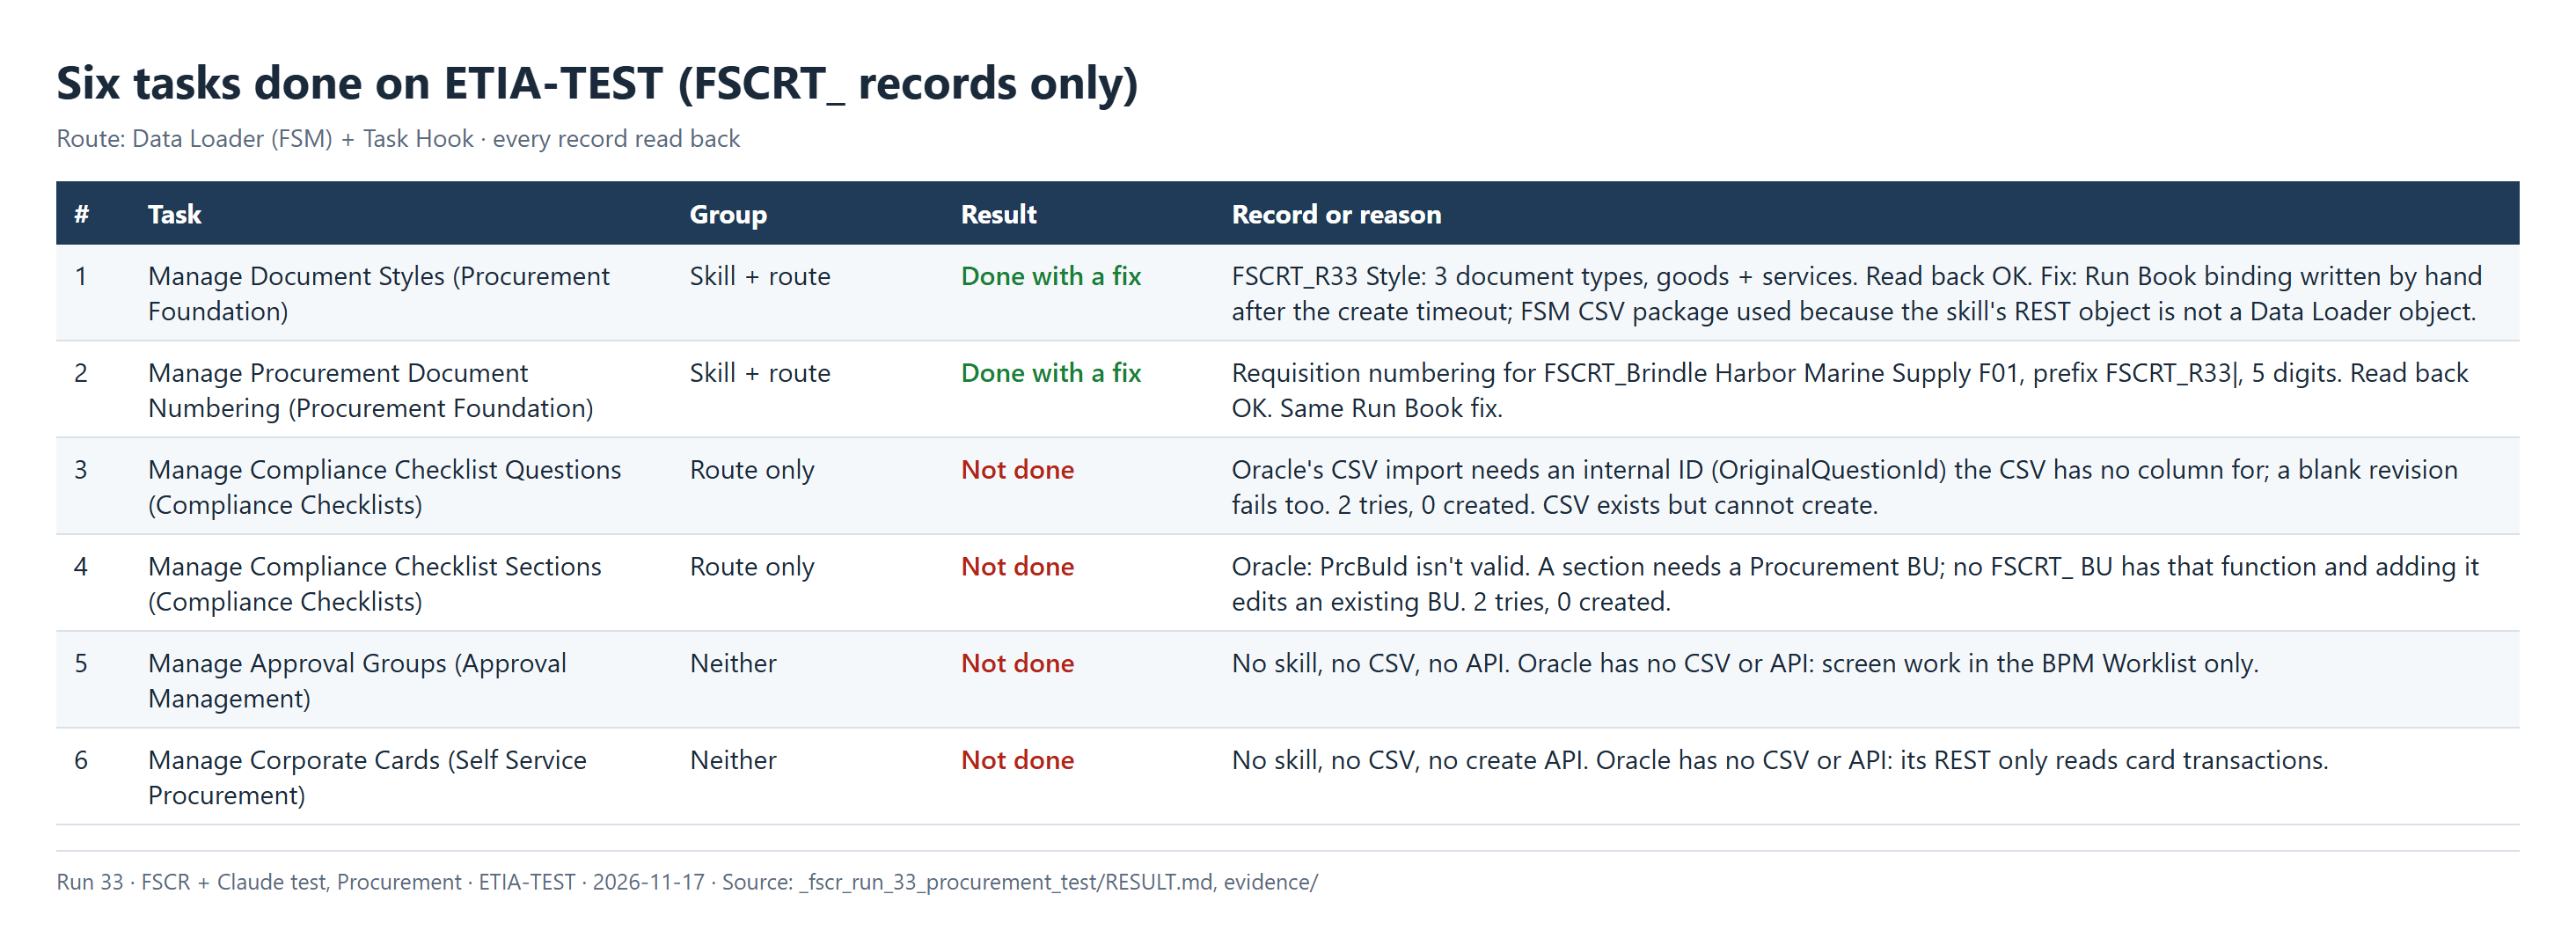 Six tasks done on ETIA-TEST (FSCRT_ records only)
Route: Data Loader (FSM) + Task Hook · every record read back
# Task Group Result Record or reason
1 Manage Document Styles (Procurement Foundation) Skill + route Done with a fix FSCRT_R33 Style: 3 document types, goods + services. Read back OK. Fix: Run Book binding written by hand after the create timeout; FSM CSV package used because the skill's REST object is not a Data Loader object.
2 Manage Procurement Document Numbering (Procurement Foundation) Skill + route Done with a fix Requisition numbering for FSCRT_Brindle Harbor Marine Supply F01, prefix FSCRT_R33|, 5 digits. Read back OK. Same Run Book fix.
3 Manage Compliance Checklist Questions (Compliance Checklists) Route only Not done Oracle's CSV import needs an internal ID (OriginalQuestionId) the CSV has no column for; a blank revision fails too. 2 tries, 0 created. CSV exists but cannot create.
4 Manage Compliance Checklist Sections (Compliance Checklists) Route only Not done Oracle: PrcBuId isn't valid. A section needs a Procurement BU; no FSCRT_ BU has that function and adding it edits an existing BU. 2 tries, 0 created.
5 Manage Approval Groups (Approval Management) Neither Not done No skill, no CSV, no API. Oracle has no CSV or API: screen work in the BPM Worklist only.
6 Manage Corporate Cards (Self Service Procurement) Neither Not done No skill, no CSV, no create API. Oracle has no CSV or API: its REST only reads card transactions.
Run 33 · FSCR + Claude test, Procurement · ETIA-TEST · 2026-11-17 · Source: _fscr_run_33_procurement_test/RESULT.md, evidence/